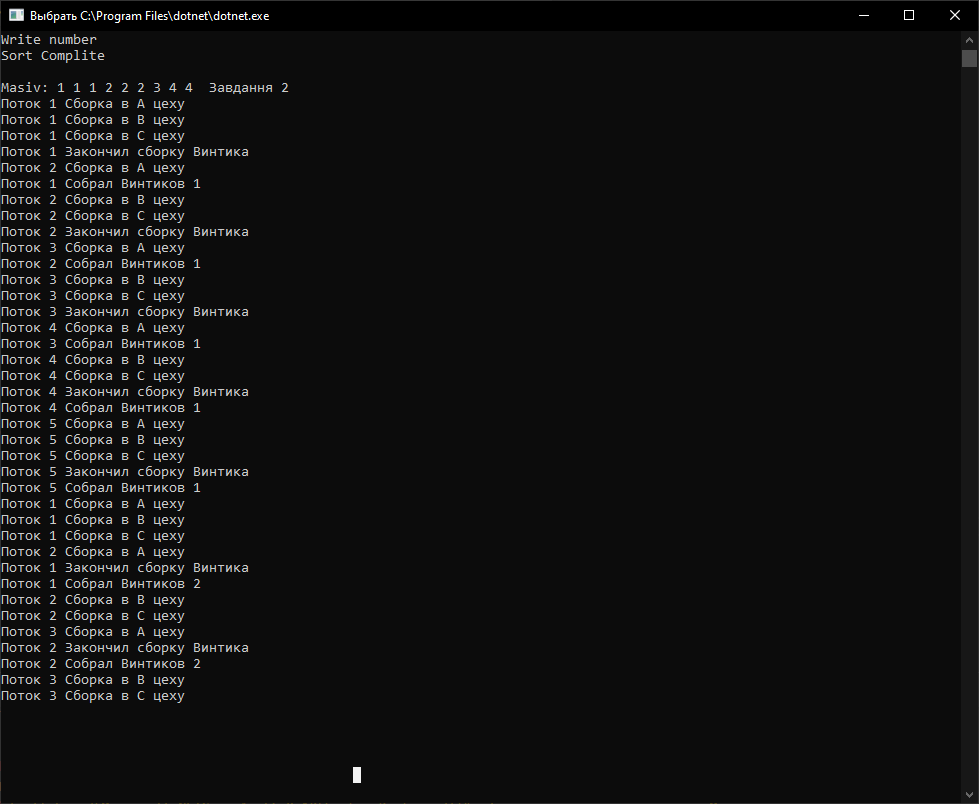 Выбрать C:\Program Files\dotnet\dotnet.exe
Write number
Sort Complite
Masiv: 1 1 1 2 2 2 3 4 4  Завдання 2
Поток 1 Сборка в A цеху
Поток 1 Сборка в B цеху
Поток 1 Сборка в C цеху
Поток 1 Закончил сборку Винтика
Поток 2 Сборка в A цеху
Поток 1 Собрал Винтиков 1
Поток 2 Сборка в B цеху
Поток 2 Сборка в C цеху
Поток 2 Закончил сборку Винтика
Поток 3 Сборка в A цеху
Поток 2 Собрал Винтиков 1
Поток 3 Сборка в B цеху
Поток 3 Сборка в C цеху
Поток 3 Закончил сборку Винтика
Поток 4 Сборка в A цеху
Поток 3 Собрал Винтиков 1
Поток 4 Сборка в B цеху
Поток 4 Сборка в C цеху
Поток 4 Закончил сборку Винтика
Поток 4 Собрал Винтиков 1
Поток 5 Сборка в A цеху
Поток 5 Сборка в B цеху
Поток 5 Сборка в C цеху
Поток 5 Закончил сборку Винтика
Поток 5 Собрал Винтиков 1
Поток 1 Сборка в A цеху
Поток 1 Сборка в B цеху
Поток 1 Сборка в C цеху
Поток 2 Сборка в A цеху
Поток 1 Закончил сборку Винтика
Поток 1 Собрал Винтиков 2
Поток 2 Сборка в B цеху
Поток 2 Сборка в C цеху
Поток 3 Сборка в A цеху
Поток 2 Закончил сборку Винтика
Поток 2 Собрал Винтиков 2
Поток 3 Сборка в B цеху
Поток 3 Сборка в C цеху